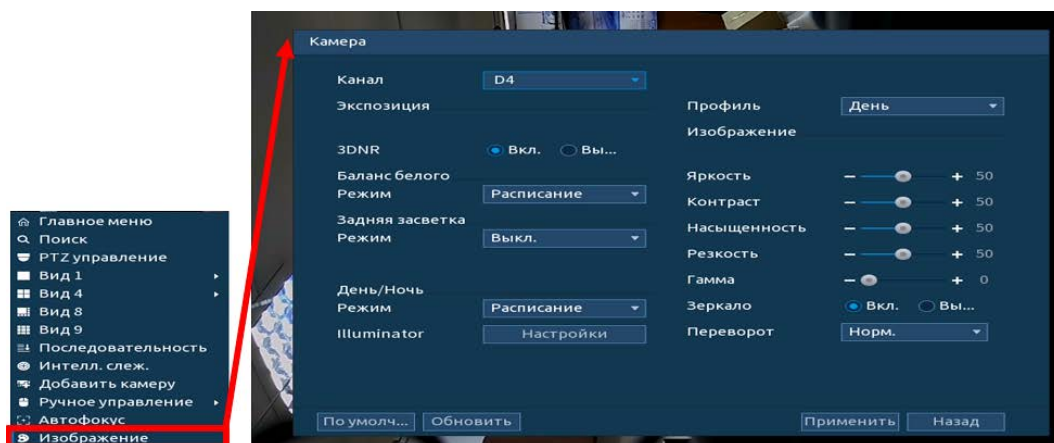 Главное меню
Поиск
PTZ управление
Вид 1
Вид 4
Вид 8
Вид 9
Последовательность
Интелл. слеж.
Добавить камеру
Ручное управление
Автофокус
Изображение
Камера
Канал D4
Экспозиция
3DNR Вкл. Вы...
Баланс белого
Режим Расписание
Задняя засветка
Режим Выкл.
День/Ночь
Режим Расписание
Illuminator Настройки
Профиль День
Изображение
Яркость 50
Контраст 50
Насыщенность 50
Резкость 50
Гамма 0
Зеркало Вкл. Вы...
Переворот Норм.
По умолч... Обновить Применить Назад